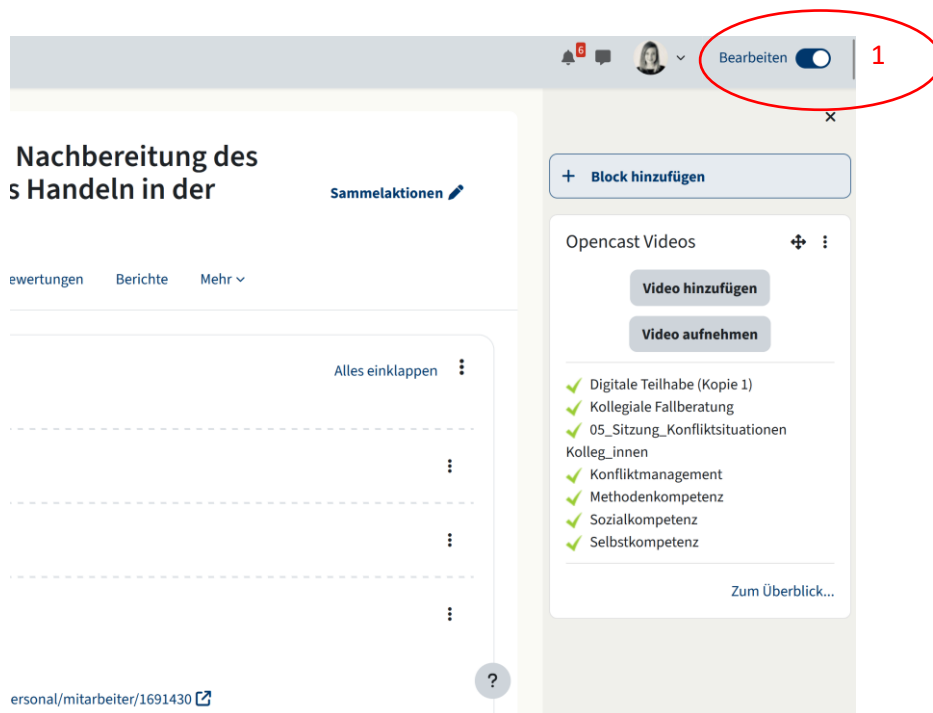 6
Bearbeiten
1
Nachbereitung des
s Handeln in der
Sammelaktionen
Block hinzufügen
Opencast Videos
Video hinzufügen
Video aufnehmen
ewertungen Berichte Mehr
Alles einklappen
Digitale Teilhabe (Kopie 1)
Kollegiale Fallberatung
05_Sitzung_Konfliktsituationen
Kolleg_innen
Konfliktmanagement
Methodenkompetenz
Sozialkompetenz
Selbstkompetenz
Zum Überblick...
?
ersonal/mitarbeiter/1691430